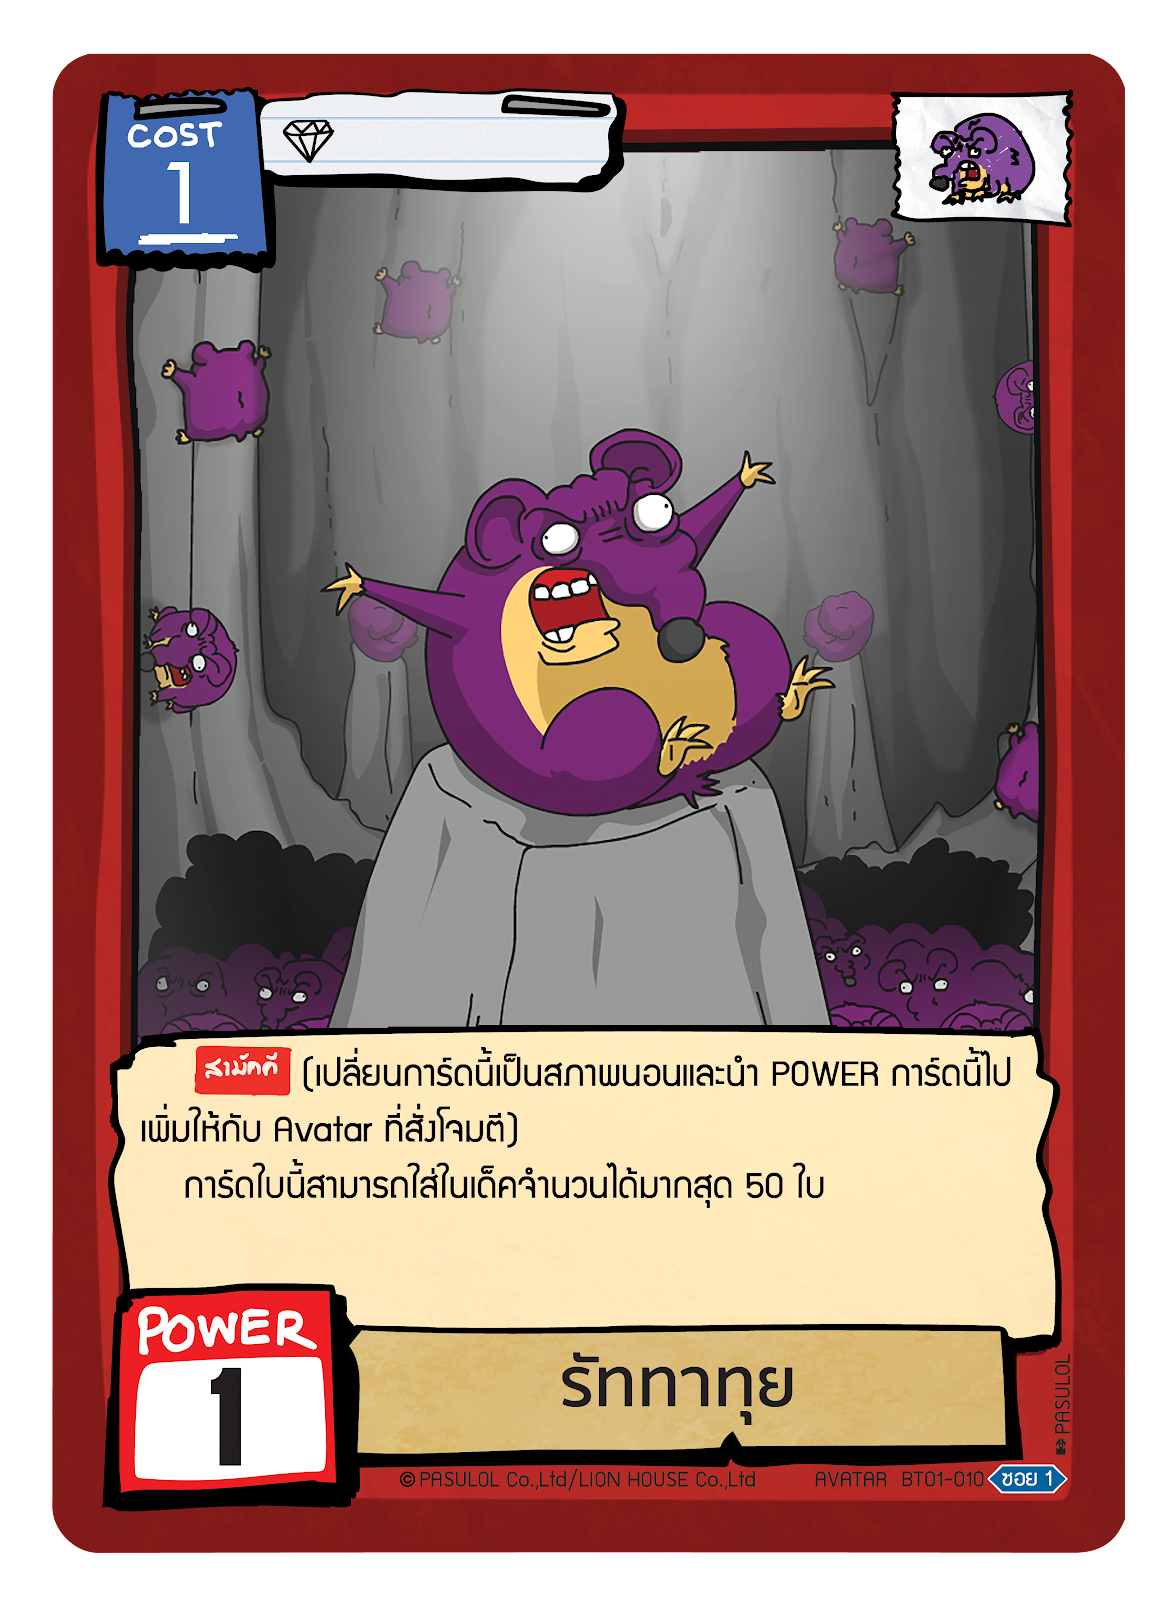 COST
1
สามัคคี (เปลี่ยนการ์ดนี้เป็นสภาพนอนและนำ POWER การ์ดนี้ไป
เพิ่มให้กับ Avatar ที่สั่งโจมตี)
การ์ดใบนี้สามารถใส่ในเด็คจำนวนได้มากสุด 50 ใบ
POWER
1
รัททาทุย
PASULOL
© PASULOL Co.,Ltd/LION HOUSE Co.,Ltd
AVATAR BT01-010 ซอย 1